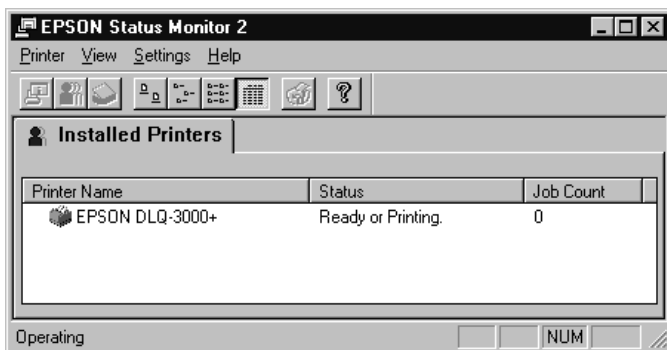 EPSON Status Monitor 2
Printer View Settings Help
Installed Printers
Printer Name Status Job Count
EPSON DLQ-3000+ Ready or Printing. 0
Operating NUM